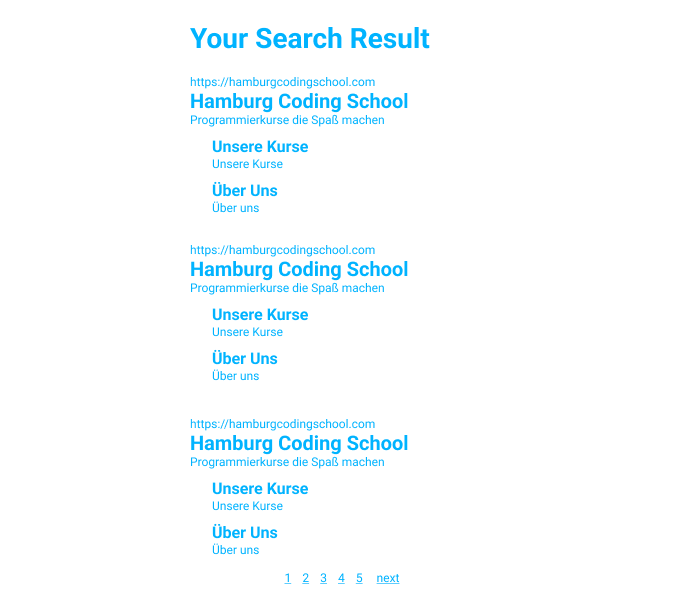 Your Search Result
https://hamburgcodingschool.com
Hamburg Coding School
Programmierkurse die Spaß machen
Unsere Kurse
Unsere Kurse
Über Uns
Über uns
https://hamburgcodingschool.com
Hamburg Coding School
Programmierkurse die Spaß machen
Unsere Kurse
Unsere Kurse
Über Uns
Über uns
https://hamburgcodingschool.com
Hamburg Coding School
Programmierkurse die Spaß machen
Unsere Kurse
Unsere Kurse
Über Uns
Über uns
1 2 3 4 5 next